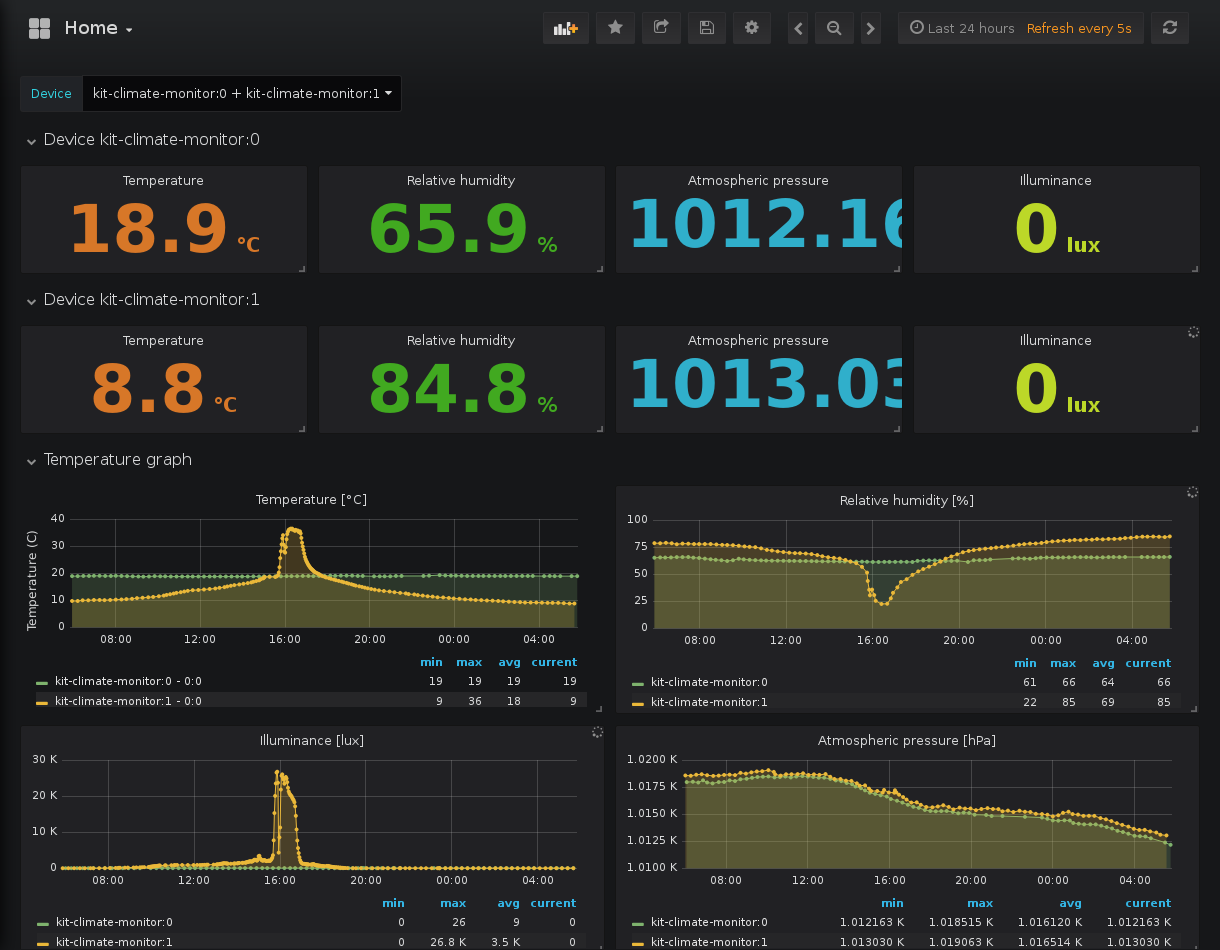 Home
Last 24 hours Refresh every 5s
Device kit-climate-monitor:0 + kit-climate-monitor:1
Device kit-climate-monitor:0
Temperature Relative humidity Atmospheric pressure Illuminance
18.9 °C 65.9 % 1012.16 0 lux
Device kit-climate-monitor:1
Temperature Relative humidity Atmospheric pressure Illuminance
8.8 °C 84.8 % 1013.03 0 lux
Temperature graph
Temperature [°C]
Temperature (C)
40
30
20
10
0
08:00 12:00 16:00 20:00 00:00 04:00
min max avg current
kit-climate-monitor:0 - 0:0 19 19 19 19
kit-climate-monitor:1 - 0:0 9 36 18 9
Relative humidity [%]
100
75
50
25
0
08:00 12:00 16:00 20:00 00:00 04:00
min max avg current
kit-climate-monitor:0 61 66 64 66
kit-climate-monitor:1 22 85 69 85
Illuminance [lux]
30 K
20 K
10 K
0
08:00 12:00 16:00 20:00 00:00 04:00
min max avg current
kit-climate-monitor:0 0 26 9 0
kit-climate-monitor:1 0 26.8 K 3.5 K 0
Atmospheric pressure [hPa]
1.0200 K
1.0175 K
1.0150 K
1.0125 K
1.0100 K
08:00 12:00 16:00 20:00 00:00 04:00
min max avg current
kit-climate-monitor:0 1.012163 K 1.018515 K 1.016120 K 1.012163 K
kit-climate-monitor:1 1.013030 K 1.019063 K 1.016514 K 1.013030 K